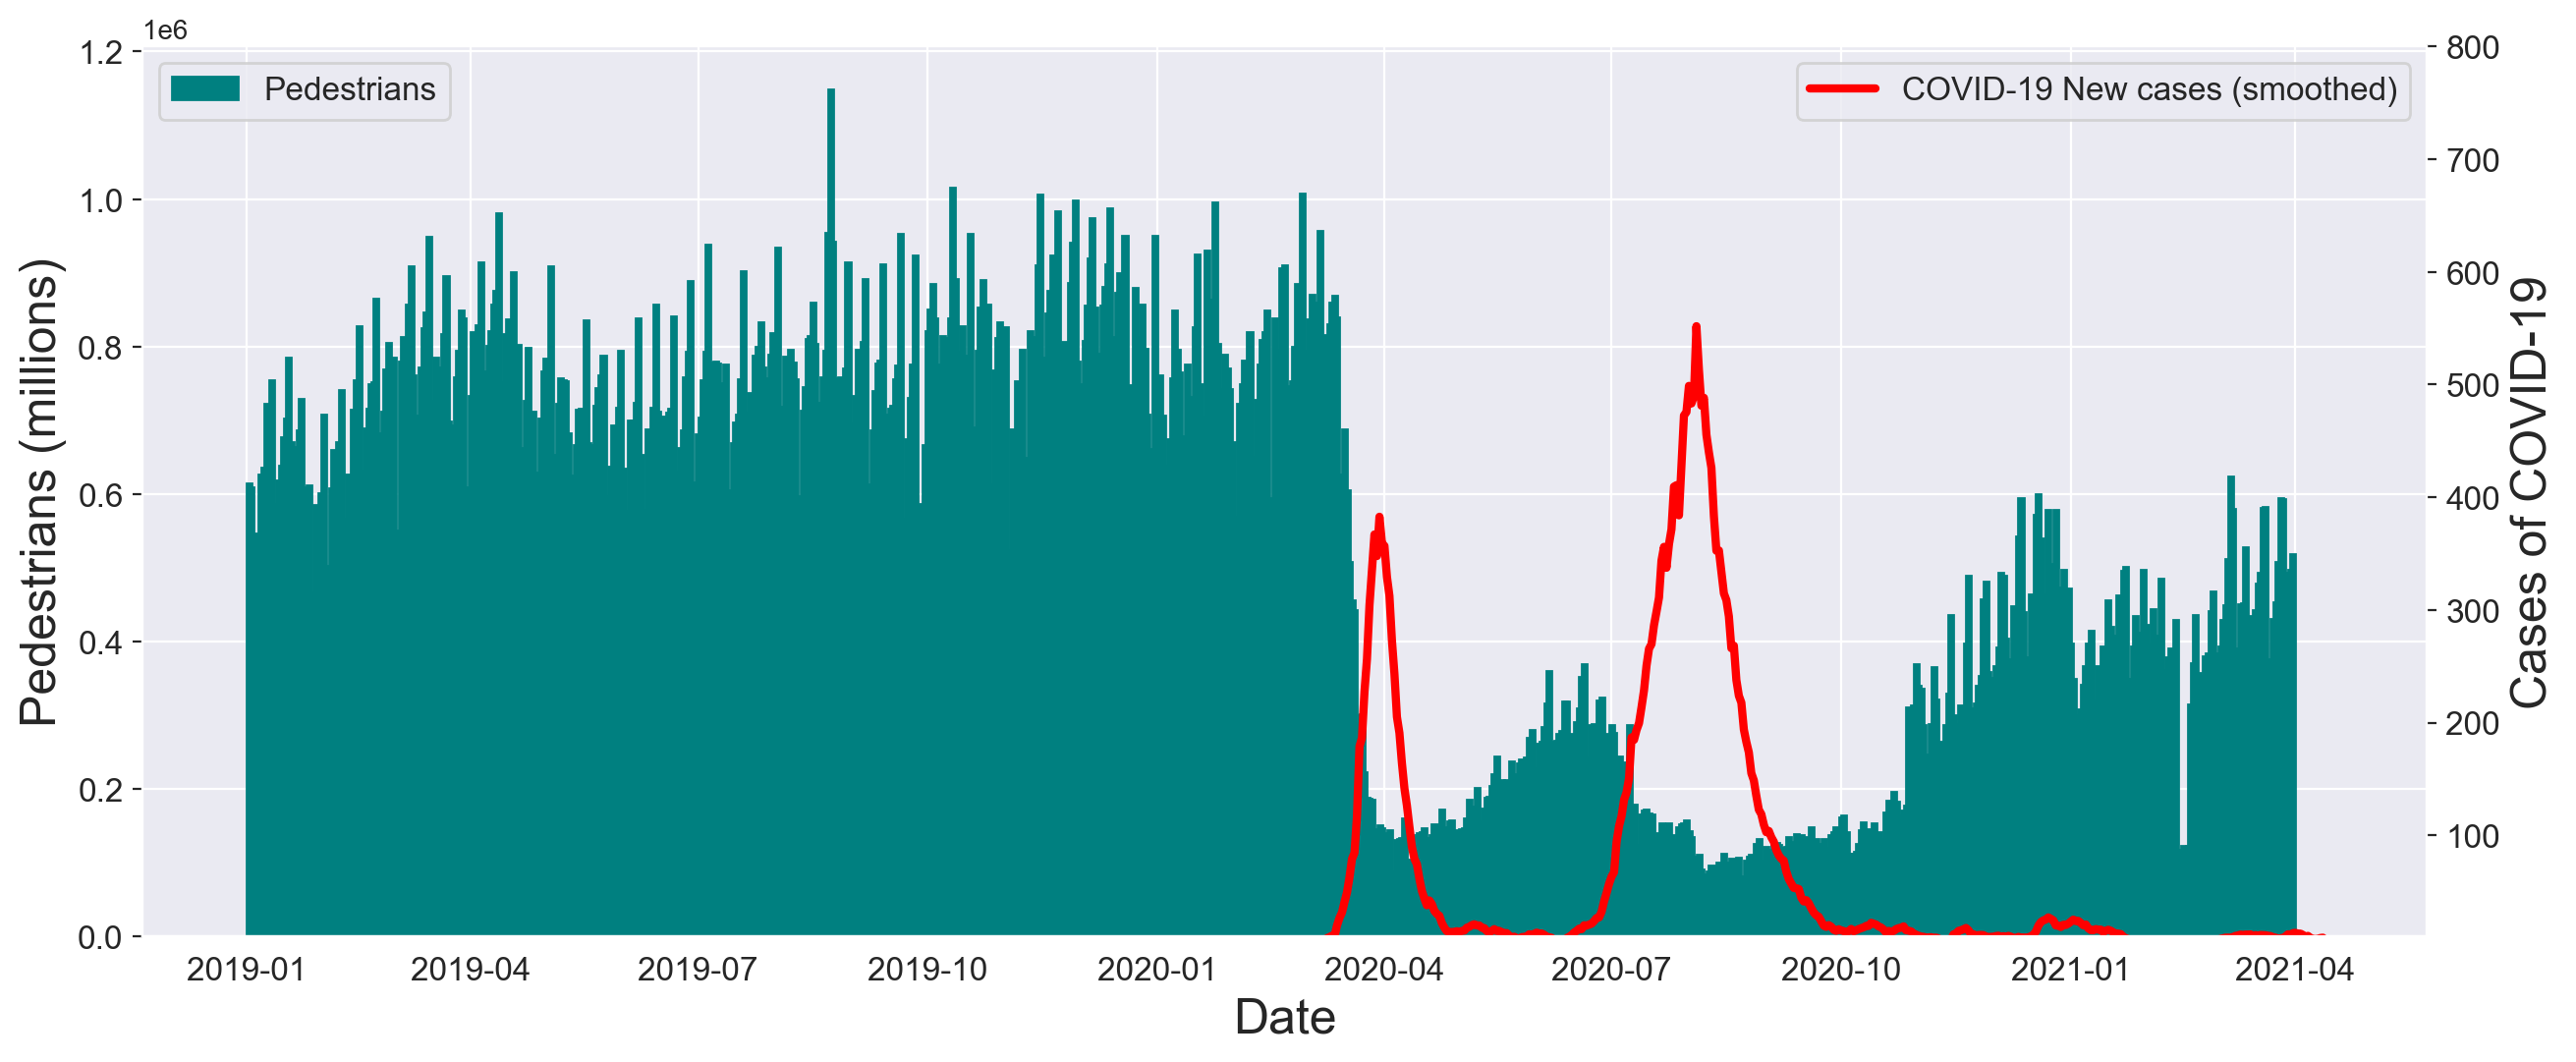 1e6
1.2
1.0
0.8
0.6
0.4
0.2
0.0
Pedestrians (millions)
Pedestrians
COVID-19 New cases (smoothed)
800
700
600
500
400
300
200
100
Cases of COVID-19
2019-01 2019-04 2019-07 2019-10 2020-01 2020-04 2020-07 2020-10 2021-01 2021-04
Date